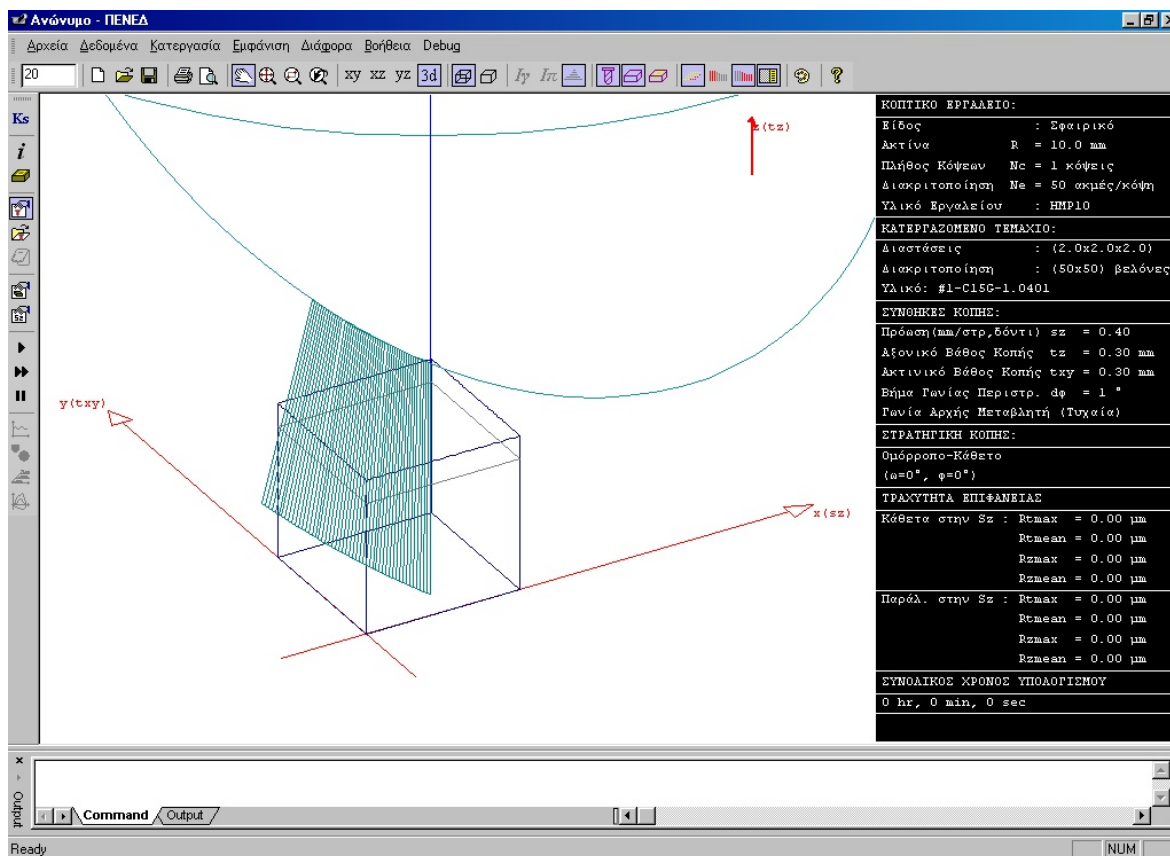 Ανώνυμο - ΠΕΝΕΔ
Αρχεία Δεδομένα Κατεργασία Εμφάνιση Διάφορα Βοήθεια Debug
20 xy xz yz 3d Iγ Iπ
Ks
i
Sz
z(tz)
y(txy)
x(sz)
ΚΟΠΤΙΚΟ ΕΡΓΑΛΕΙΟ:
Είδος : Σφαιρικό
Ακτίνα R = 10.0 mm
Πλήθος Κόψεων Nc = 1 κόψεις
Διακριτοποίηση Ne = 50 ακμές/κόψη
Υλικό Εργαλείου : HMP10
ΚΑΤΕΡΓΑΖΟΜΕΝΟ ΤΕΜΑΧΙΟ:
Διαστάσεις : (2.0x2.0x2.0)
Διακριτοποίηση : (50x50) βελόνες
Υλικό: #1-C15G-1.0401
ΣΥΝΘΗΚΕΣ ΚΟΠΗΣ:
Πρόωση(mm/στρ,δόντι) sz = 0.40
Αξονικό Βάθος Κοπής tz = 0.30 mm
Ακτινικό Βάθος Κοπής txy = 0.30 mm
Βήμα Γωνίας Περιστρ. dφ = 1 °
Γωνία Αρχής Μεταβλητή (Τυχαία)
ΣΤΡΑΤΗΓΙΚΗ ΚΟΠΗΣ:
Ομόρροπο-Κάθετο
(ω=0°, φ=0°)
ΤΡΑΧΥΤΗΤΑ ΕΠΙΦΑΝΕΙΑΣ
Κάθετα στην Sz : Rtmax = 0.00 μm
Rtmean = 0.00 μm
Rzmax = 0.00 μm
Rzmean = 0.00 μm
Παράλ. στην Sz : Rtmax = 0.00 μm
Rtmean = 0.00 μm
Rzmax = 0.00 μm
Rzmean = 0.00 μm
ΣΥΝΟΛΙΚΟΣ ΧΡΟΝΟΣ ΥΠΟΛΟΓΙΣΜΟΥ
0 hr, 0 min, 0 sec
Output
Command Output
Ready NUM